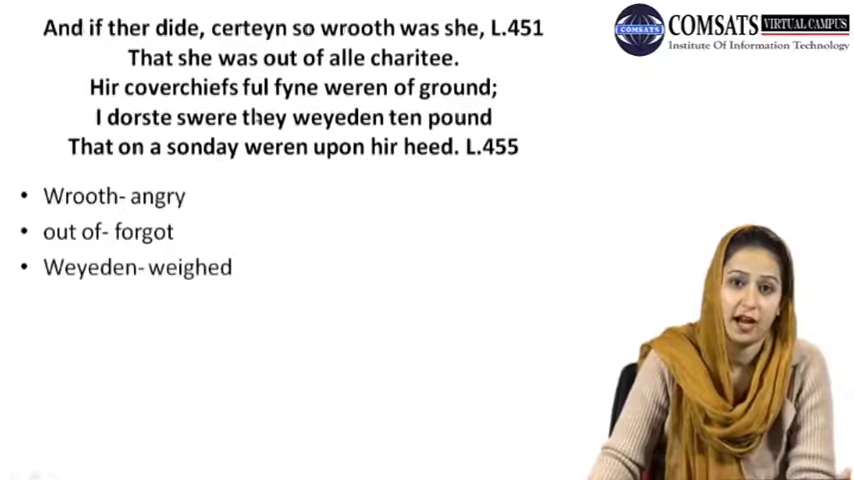 And if ther dide, certeyn so wrooth was she, L.451
That she was out of alle charitee.
Hir coverchiefs ful fyne weren of ground;
I dorste swere they weyeden ten pound
That on a sonday weren upon hir heed. L.455
• Wrooth- angry
• out of- forgot
• Weyeden- weighed
COMSATS
COMSATS VIRTUAL CAMPUS
Institute Of Information Technology